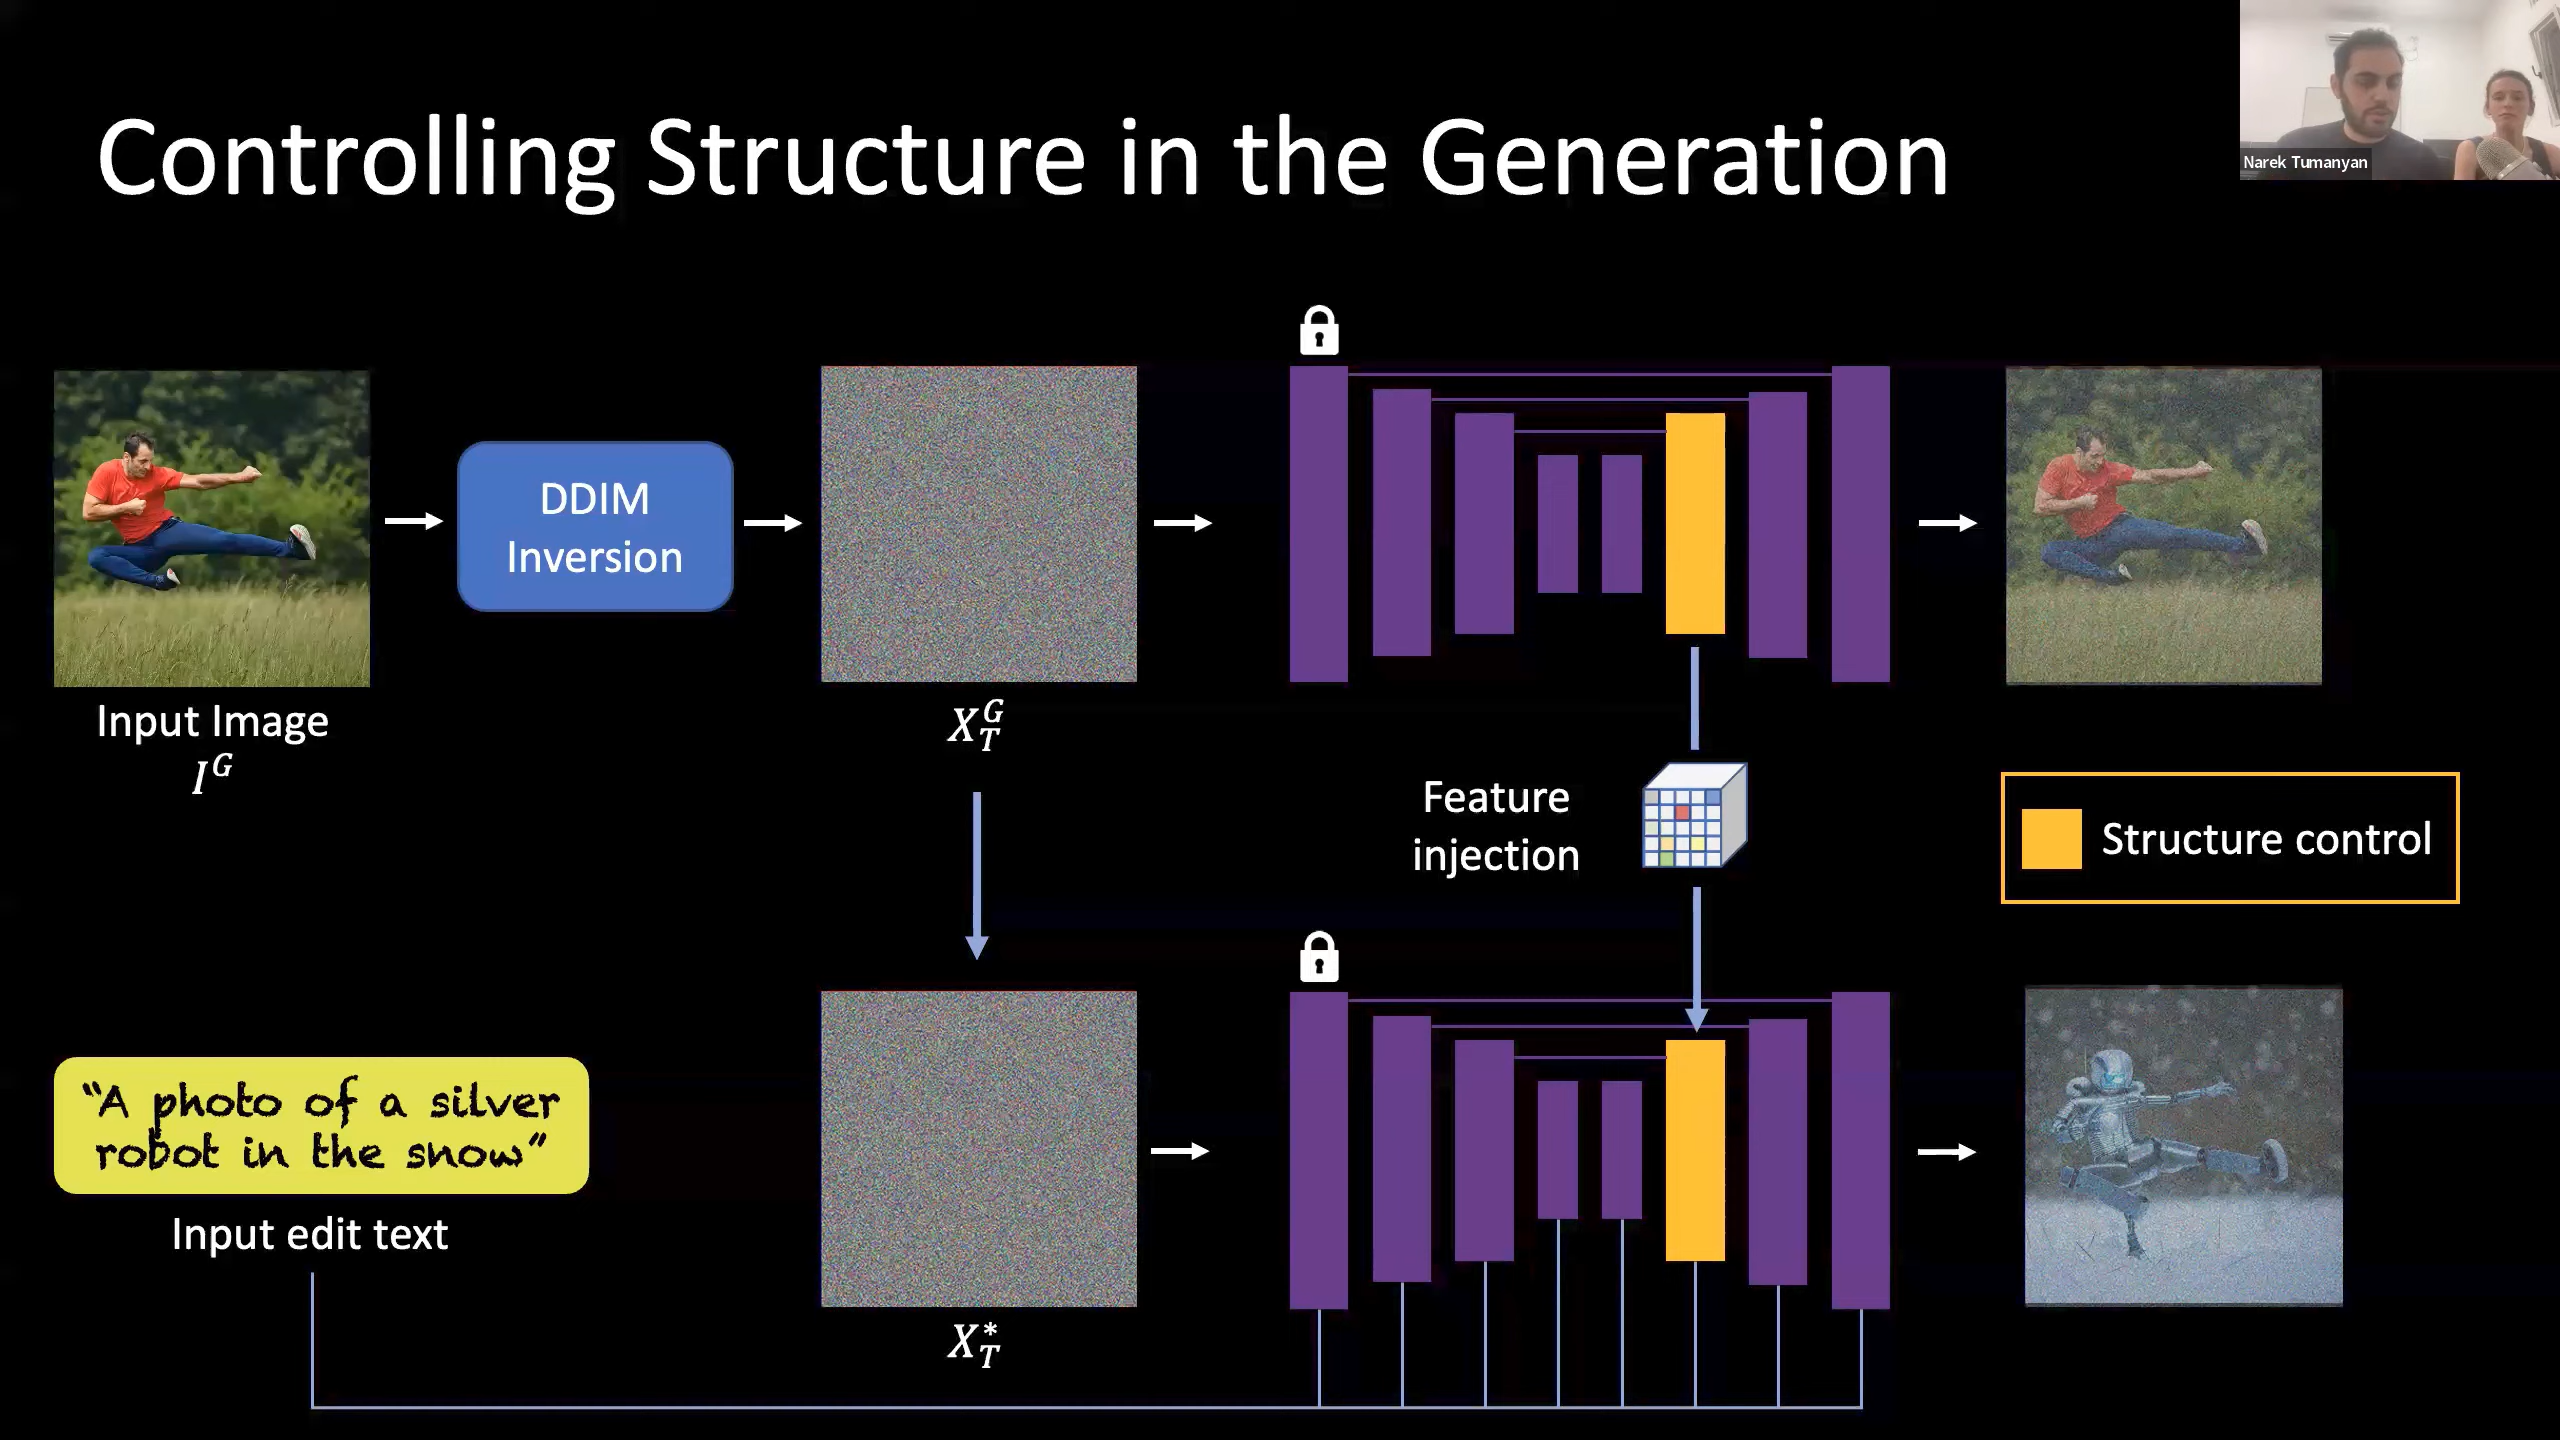 Controlling Structure in the Generation
Narek Tumanyan
DDIM
Inversion
Input Image
I^G
X_T^G
Feature
injection
Structure control
“A photo of a silver
robot in the snow”
Input edit text
X_T^*